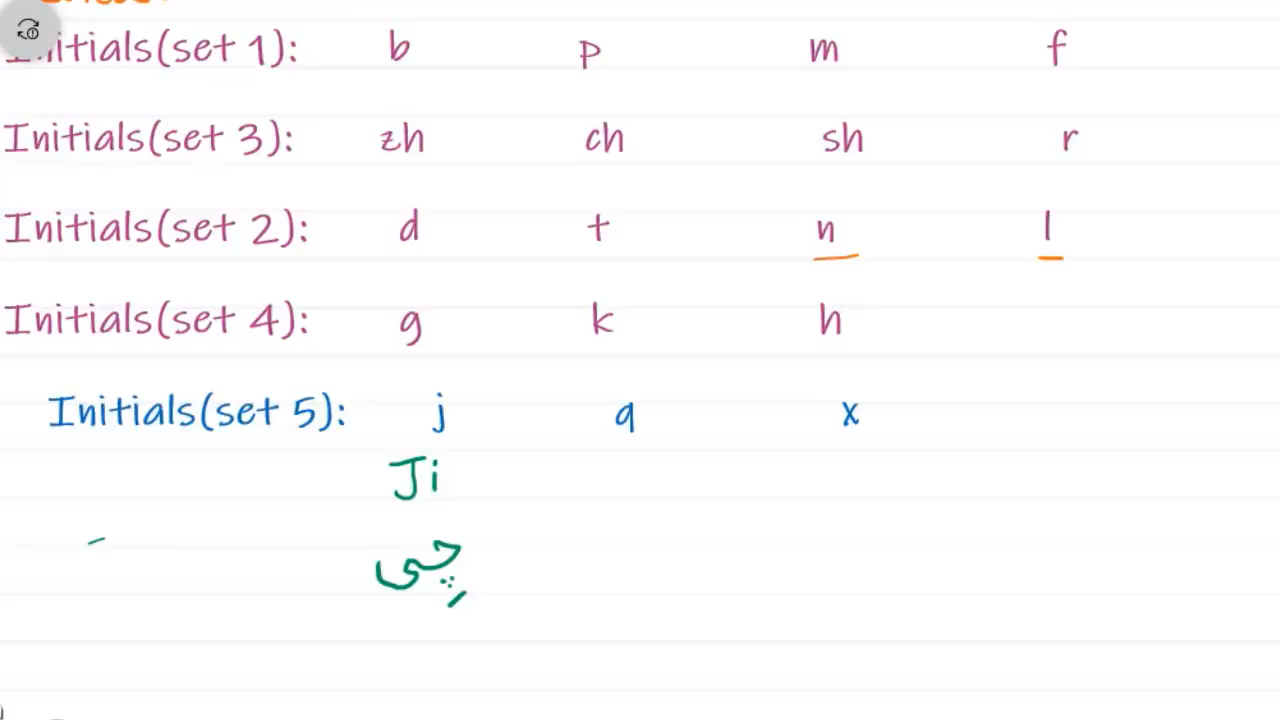 Initials(set 1): b p m f
Initials(set 3): zh ch sh r
Initials(set 2): d t n l
Initials(set 4): g k h
Initials(set 5): j q x
Ji
چِی